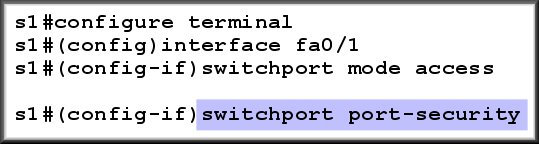 s1#configure terminal
s1#(config)interface fa0/1
s1#(config-if)switchport mode access
s1#(config-if)switchport port-security